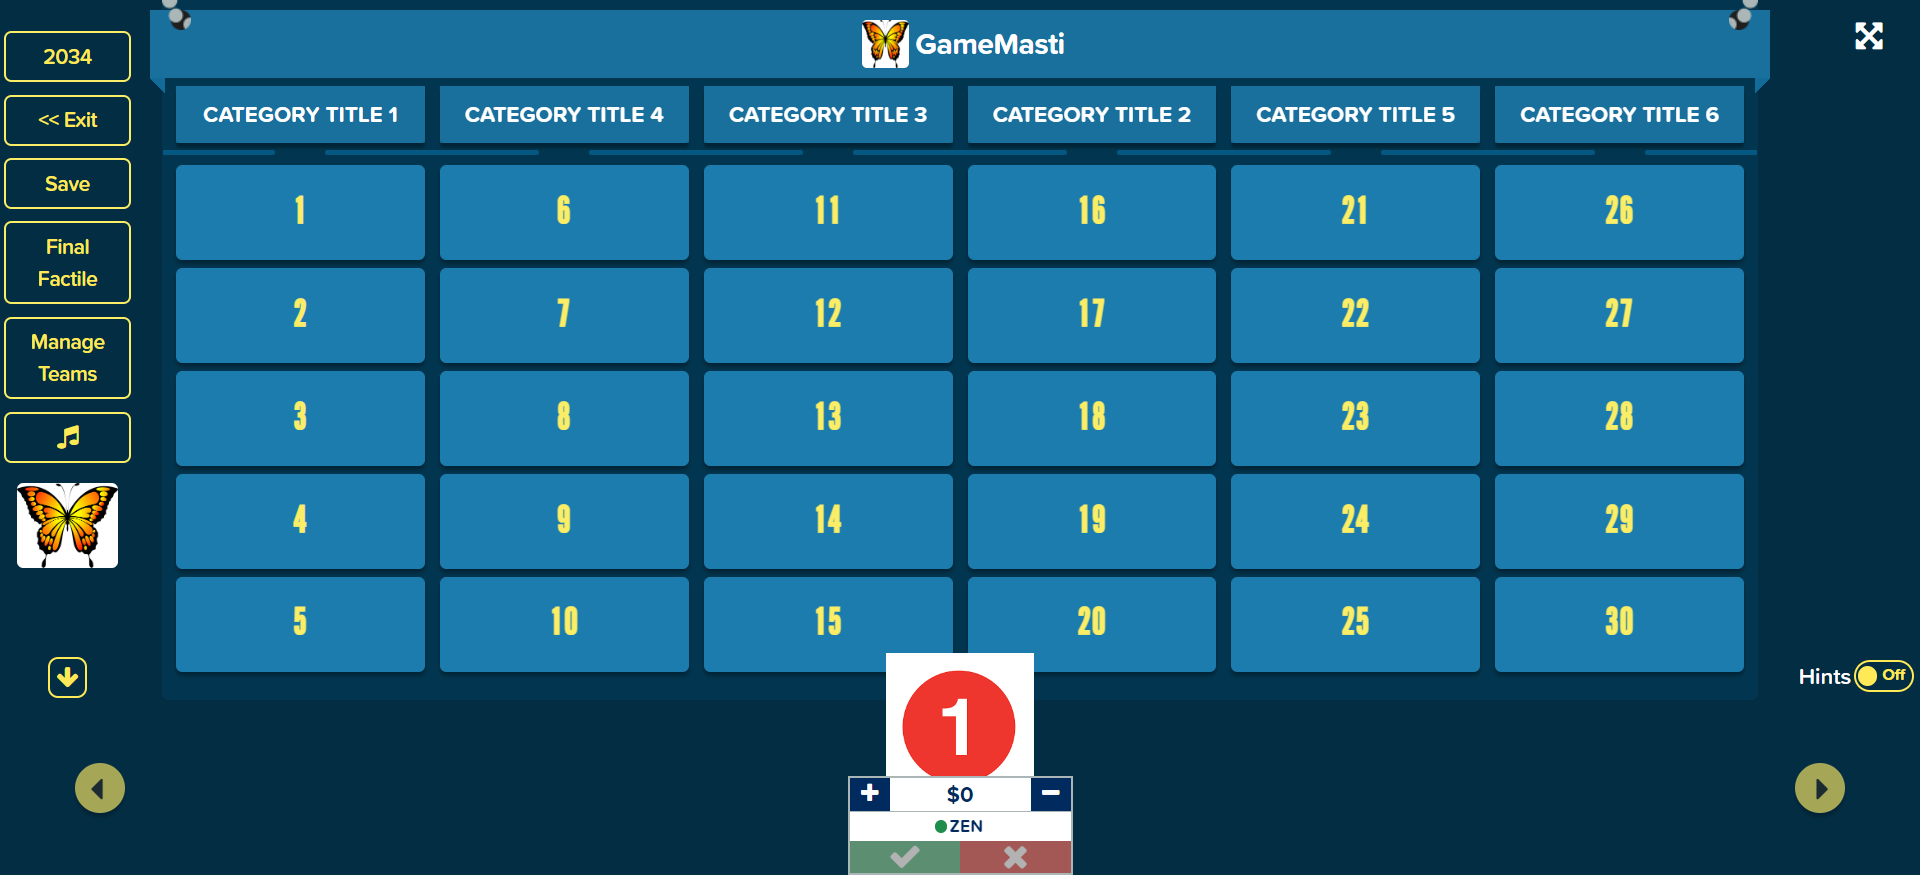 2034
<< Exit
Save
Final
Factile
Manage
Teams
GameMasti
CATEGORY TITLE 1 CATEGORY TITLE 4 CATEGORY TITLE 3 CATEGORY TITLE 2 CATEGORY TITLE 5 CATEGORY TITLE 6
1 6 11 16 21 26
2 7 12 17 22 27
3 8 13 18 23 28
4 9 14 19 24 29
5 10 15 20 25 30
Hints Off
1
+ $0 −
ZEN